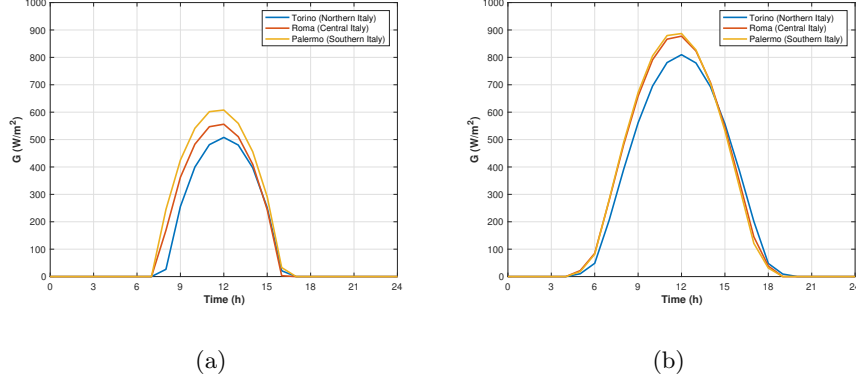 1000
900
800
700
600
500
400
300
200
100
0
G (W/m²)
0 3 6 9 12 15 18 21 24
Time (h)
Torino (Northern Italy)
Roma (Central Italy)
Palermo (Southern Italy)
(a)
1000
900
800
700
600
500
400
300
200
100
0
G (W/m²)
0 3 6 9 12 15 18 21 24
Time (h)
Torino (Northern Italy)
Roma (Central Italy)
Palermo (Southern Italy)
(b)